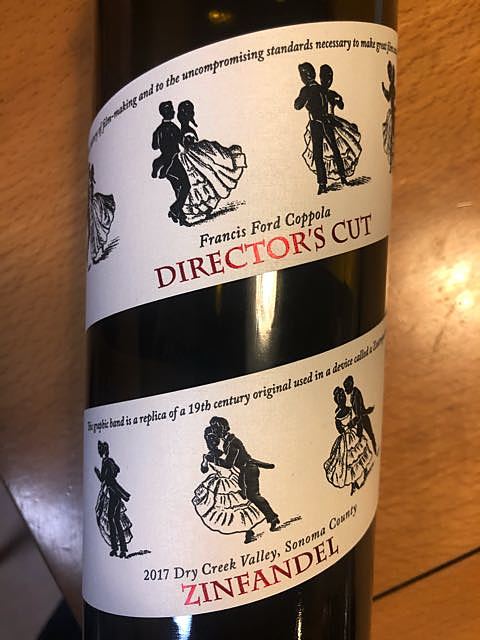 of film-making and to the uncompromising standards necessary to make great film
Francis Ford Coppola
DIRECTOR'S CUT
This graphic band is a replica of a 19th century original used in a device called a
2017 Dry Creek Valley, Sonoma County
ZINFANDEL